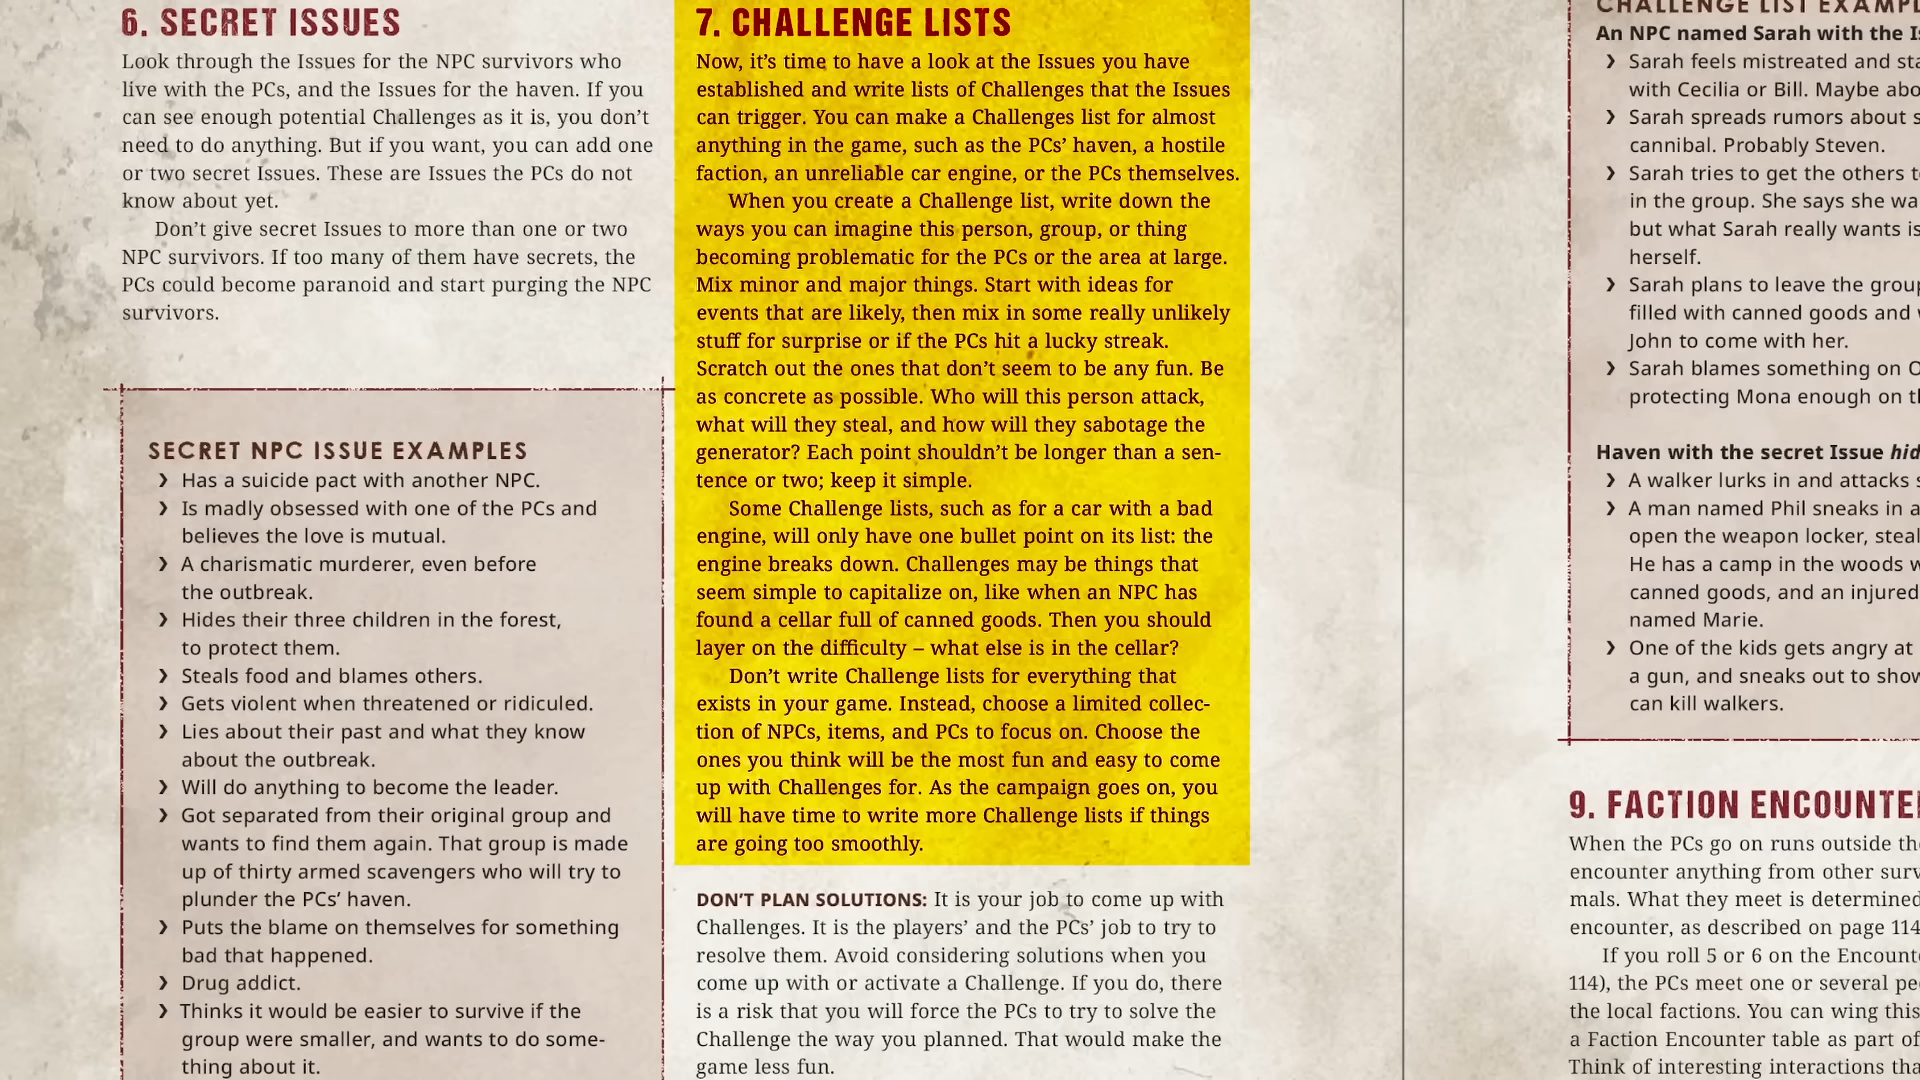 6. SECRET ISSUES
Look through the Issues for the NPC survivors who
live with the PCs, and the Issues for the haven. If you
can see enough potential Challenges as it is, you don’t
need to do anything. But if you want, you can add one
or two secret Issues. These are Issues the PCs do not
know about yet.
Don’t give secret Issues to more than one or two
NPC survivors. If too many of them have secrets, the
PCs could become paranoid and start purging the NPC
survivors.
SECRET NPC ISSUE EXAMPLES
› Has a suicide pact with another NPC.
› Is madly obsessed with one of the PCs and
believes the love is mutual.
› A charismatic murderer, even before
the outbreak.
› Hides their three children in the forest,
to protect them.
› Steals food and blames others.
› Gets violent when threatened or ridiculed.
› Lies about their past and what they know
about the outbreak.
› Will do anything to become the leader.
› Got separated from their original group and
wants to find them again. That group is made
up of thirty armed scavengers who will try to
plunder the PCs’ haven.
› Puts the blame on themselves for something
bad that happened.
› Drug addict.
› Thinks it would be easier to survive if the
group were smaller, and wants to do some-
thing about it.
7. CHALLENGE LISTS
Now, it’s time to have a look at the Issues you have
established and write lists of Challenges that the Issues
can trigger. You can make a Challenges list for almost
anything in the game, such as the PCs’ haven, a hostile
faction, an unreliable car engine, or the PCs themselves.
When you create a Challenge list, write down the
ways you can imagine this person, group, or thing
becoming problematic for the PCs or the area at large.
Mix minor and major things. Start with ideas for
events that are likely, then mix in some really unlikely
stuff for surprise or if the PCs hit a lucky streak.
Scratch out the ones that don’t seem to be any fun. Be
as concrete as possible. Who will this person attack,
what will they steal, and how will they sabotage the
generator? Each point shouldn’t be longer than a sen-
tence or two; keep it simple.
Some Challenge lists, such as for a car with a bad
engine, will only have one bullet point on its list: the
engine breaks down. Challenges may be things that
seem simple to capitalize on, like when an NPC has
found a cellar full of canned goods. Then you should
layer on the difficulty – what else is in the cellar?
Don’t write Challenge lists for everything that
exists in your game. Instead, choose a limited collec-
tion of NPCs, items, and PCs to focus on. Choose the
ones you think will be the most fun and easy to come
up with Challenges for. As the campaign goes on, you
will have time to write more Challenge lists if things
are going too smoothly.
DON’T PLAN SOLUTIONS: It is your job to come up with
Challenges. It is the players’ and the PCs’ job to try to
resolve them. Avoid considering solutions when you
come up with or activate a Challenge. If you do, there
is a risk that you will force the PCs to try to solve the
Challenge the way you planned. That would make the
game less fun.
CHALLENGE LIST
An NPC named Sarah with the
› Sarah feels mistreated and
with Cecilia or Bill. Maybe
› Sarah spreads rumors about
cannibal. Probably Steven.
› Sarah tries to get the others
in the group. She says she
but what Sarah really wants
herself.
› Sarah plans to leave the group
filled with canned goods and
John to come with her.
› Sarah blames something on
protecting Mona enough on
Haven with the secret Issue
› A walker lurks in and attacks
› A man named Phil sneaks in
open the weapon locker,
He has a camp in the woods
canned goods, and an injured
named Marie.
› One of the kids gets angry at
a gun, and sneaks out to
can kill walkers.
9. FACTION
When the PCs go on runs outside
encounter anything from other
mals. What they meet is determined
encounter, as described on page 114
If you roll 5 or 6 on the
114), the PCs meet one or several
the local factions. You can wing this
a Faction Encounter table as part of
Think of interesting interactions